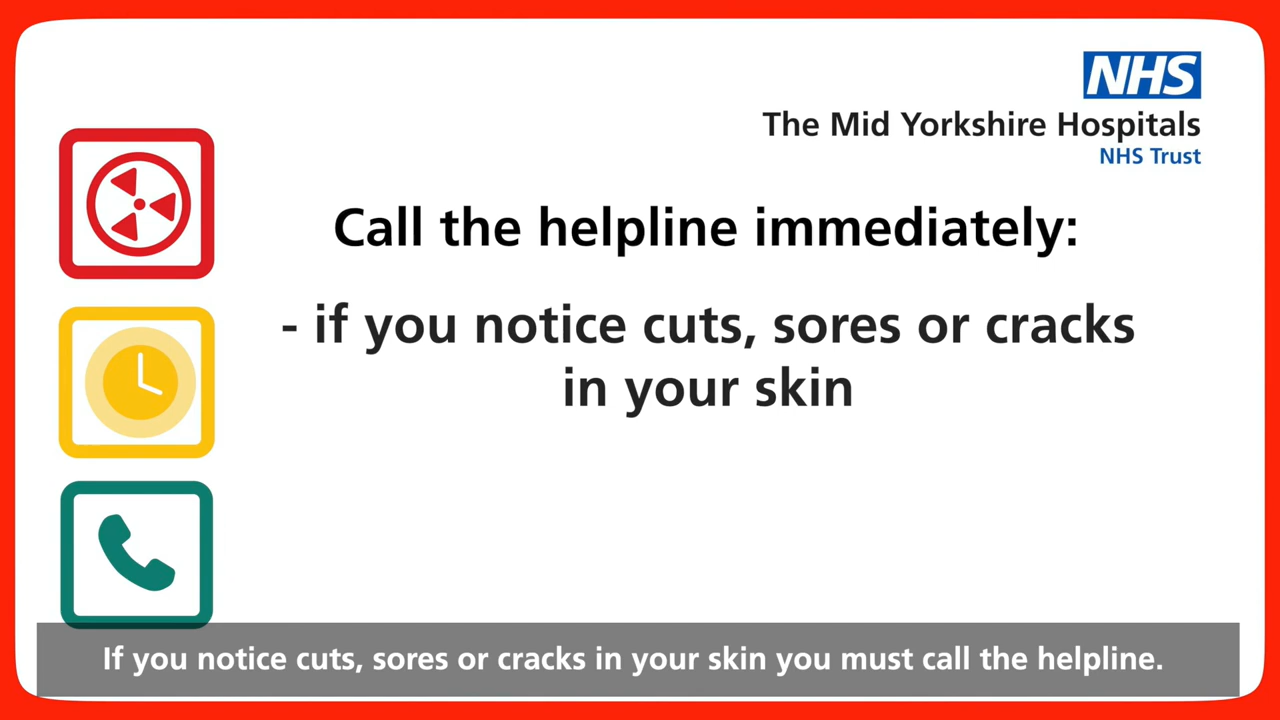 NHS
The Mid Yorkshire Hospitals
NHS Trust
Call the helpline immediately:
- if you notice cuts, sores or cracks
in your skin
If you notice cuts, sores or cracks in your skin you must call the helpline.